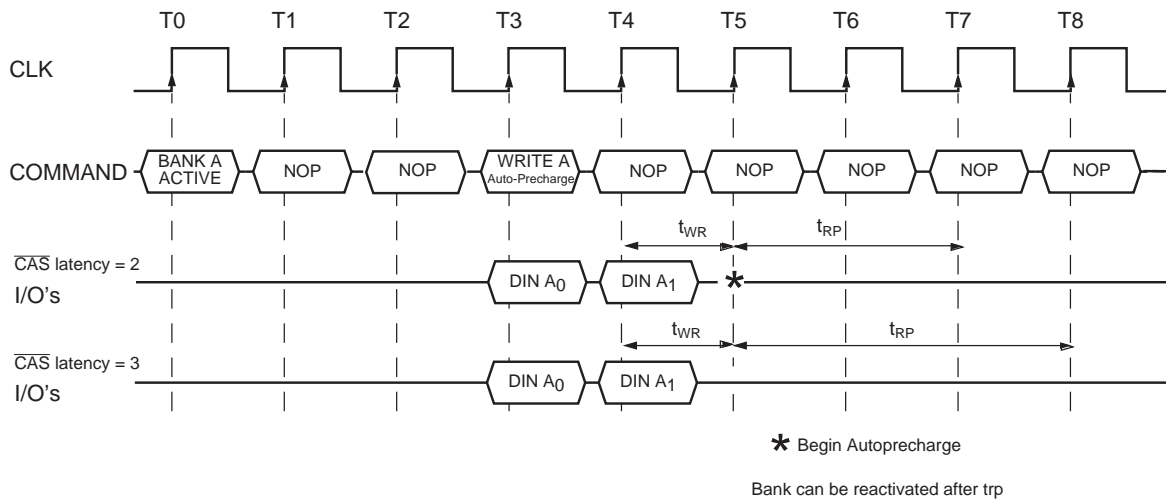 T0 T1 T2 T3 T4 T5 T6 T7 T8
CLK
COMMAND
BANK A
ACTIVE
NOP
NOP
WRITE A
Auto-Precharge
NOP
NOP
NOP
NOP
NOP
tWR
tRP
CAS latency = 2
I/O's
DIN A0
DIN A1
*
tWR
tRP
CAS latency = 3
I/O's
DIN A0
DIN A1
* Begin Autoprecharge
Bank can be reactivated after trp